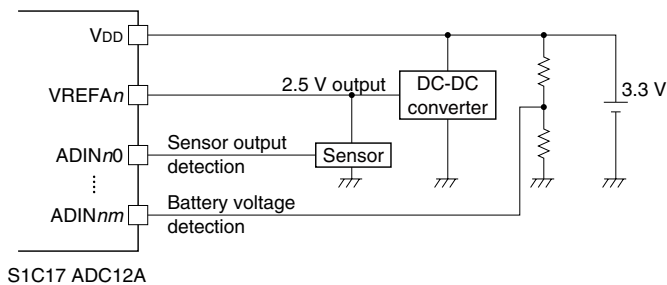 VDD
VREFAn
2.5 V output
DC-DC
converter
3.3 V
ADINn0
Sensor output
detection
Sensor
ADINnm
Battery voltage
detection
S1C17 ADC12A